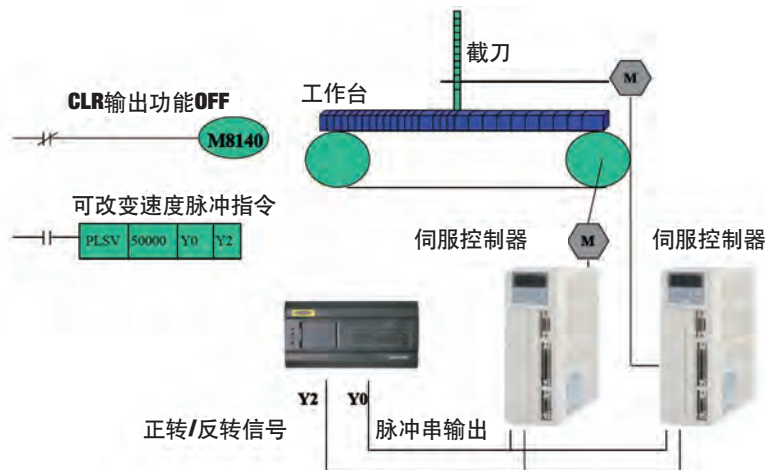 截刀
M
CLR输出功能OFF
工作台
M8140
可改变速度脉冲指令
PLSV 50000 Y0 Y2
M
伺服控制器
伺服控制器
Y2 Y0
正转/反转信号
脉冲串输出